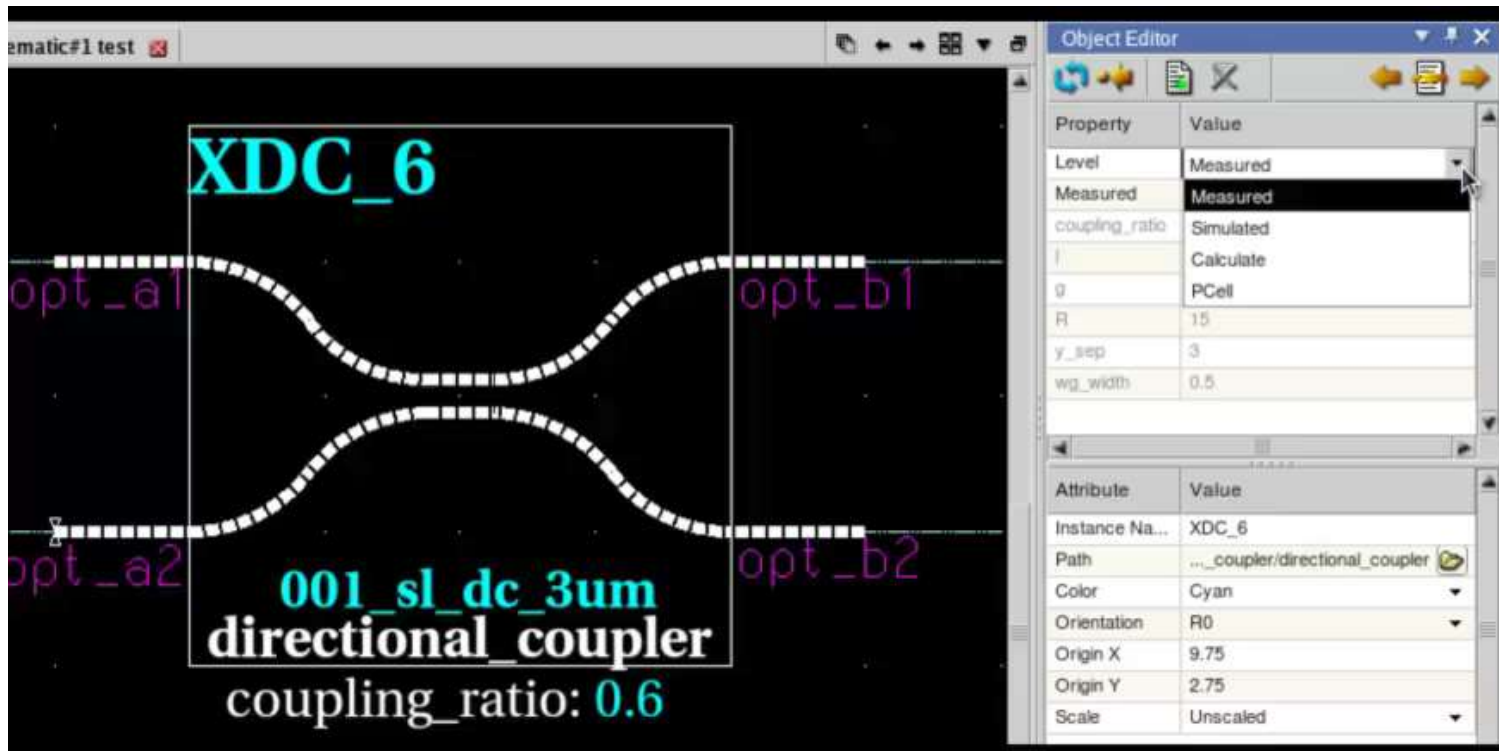 ematic#1 test
XDC_6
opt_a1
opt_b1
opt_a2
opt_b2
001_sl_dc_3um
directional_coupler
coupling_ratio: 0.6
Object Editor
Property Value
Level Measured
Measured Measured
coupling_ratio Simulated
l Calculate
g PCell
R 15
y_sep 3
wg_width 0.5
Attribute Value
Instance Na... XDC_6
Path ..._coupler/directional_coupler
Color Cyan
Orientation R0
Origin X 9.75
Origin Y 2.75
Scale Unscaled